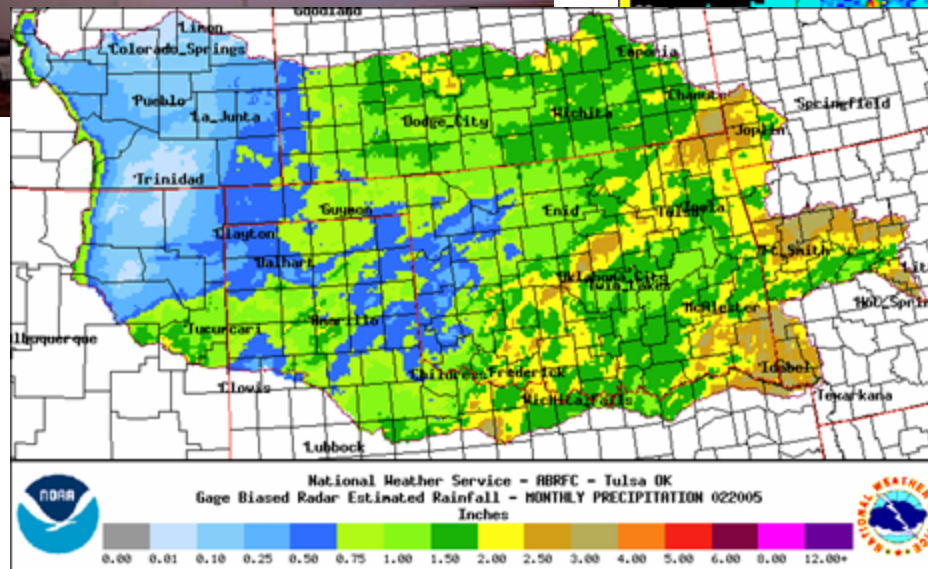 Goodland
Limon
Colorado_Springs
Emporia
Pueblo
Chanute
Springfield
La_Junta
Wichita
Dodge_City
Joplin
Trinidad
Guymon
Enid
Tulsa
Clayton
Ft_Smith
Dalhart
Oklahoma_City
Twin_Lakes
McAlester
Hot_Sprin
Amarillo
Tucumcari
lbuquerque
Childress
Frederick
Idabel
Clovis
Wichita_Falls
Texarkana
Lubbock
National Weather Service - ABRFC - Tulsa OK
Gage Biased Radar Estimated Rainfall - MONTHLY PRECIPITATION 022005
Inches
NOAA
0.00 0.01 0.10 0.25 0.50 0.75 1.00 1.50 2.00 2.50 3.00 4.00 5.00 6.00 8.00 12.00+